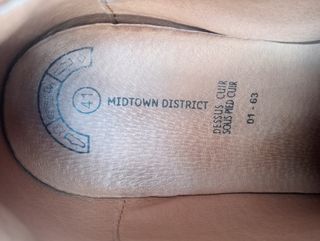 41
MIDTOWN DISTRICT
DESSUS CUIR
SOUS PIED CUIR
01 - 63